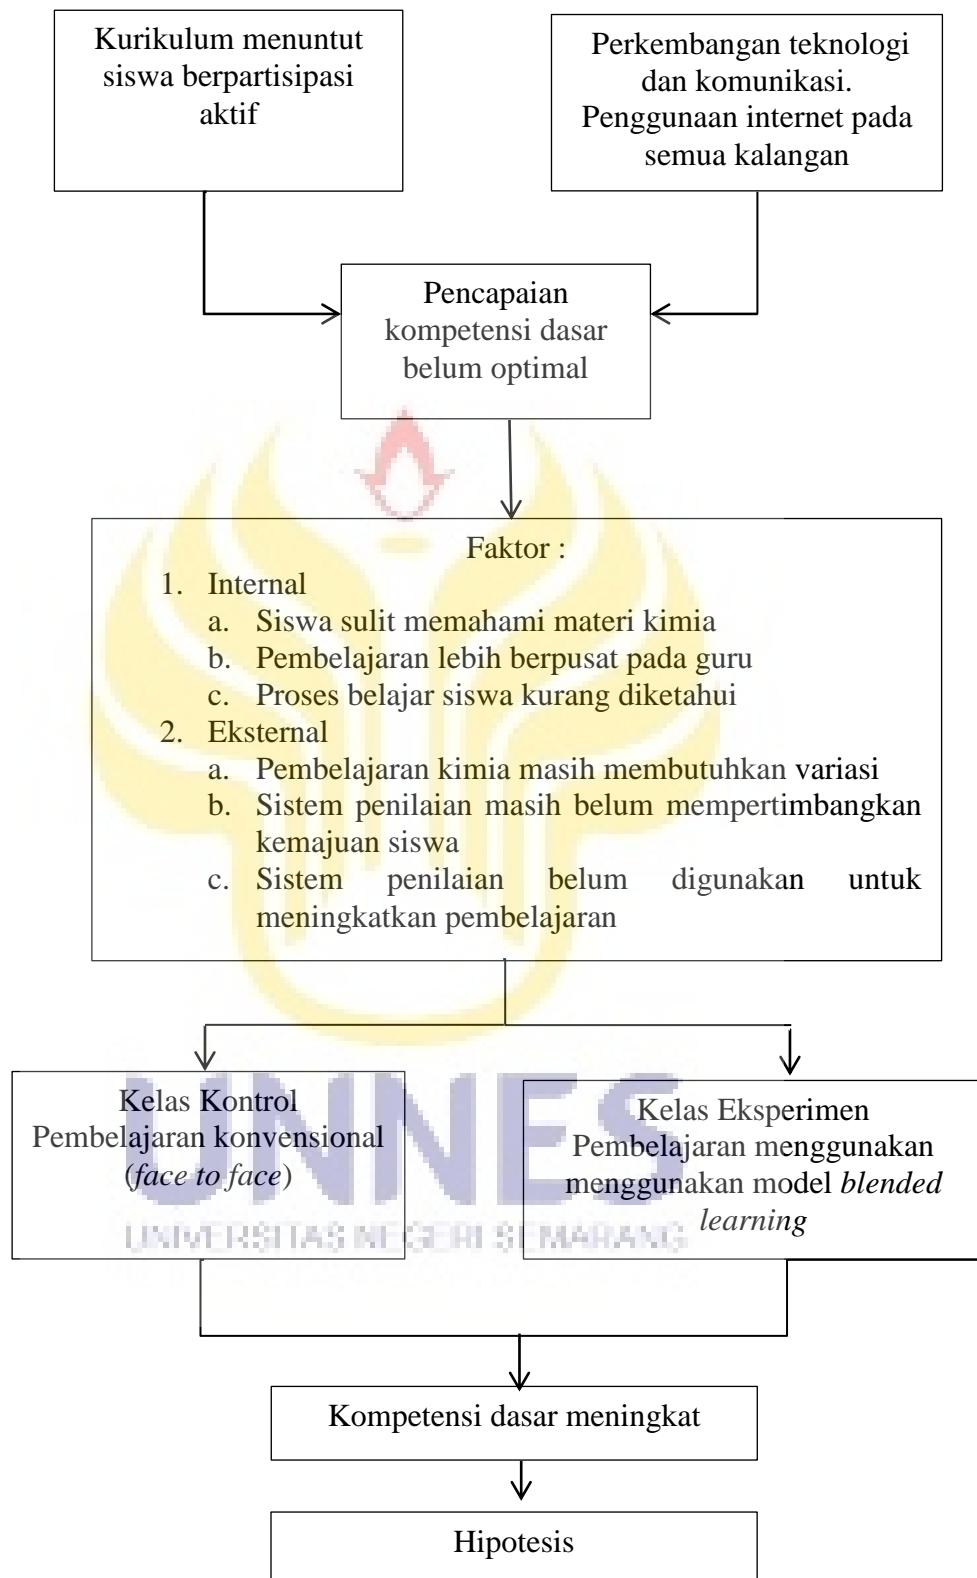 Kurikulum menuntut
siswa berpartisipasi
aktif
Perkembangan teknologi
dan komunikasi.
Penggunaan internet pada
semua kalangan
Pencapaian
kompetensi dasar
belum optimal
Faktor :
1. Internal
a. Siswa sulit memahami materi kimia
b. Pembelajaran lebih berpusat pada guru
c. Proses belajar siswa kurang diketahui
2. Eksternal
a. Pembelajaran kimia masih membutuhkan variasi
b. Sistem penilaian masih belum mempertimbangkan
kemajuan siswa
c. Sistem penilaian belum digunakan untuk
meningkatkan pembelajaran
Kelas Kontrol
Pembelajaran konvensional
(face to face)
Kelas Eksperimen
Pembelajaran menggunakan
menggunakan model blended
learning
UNNES
UNIVERSITAS NEGERI SEMARANG
Kompetensi dasar meningkat
Hipotesis